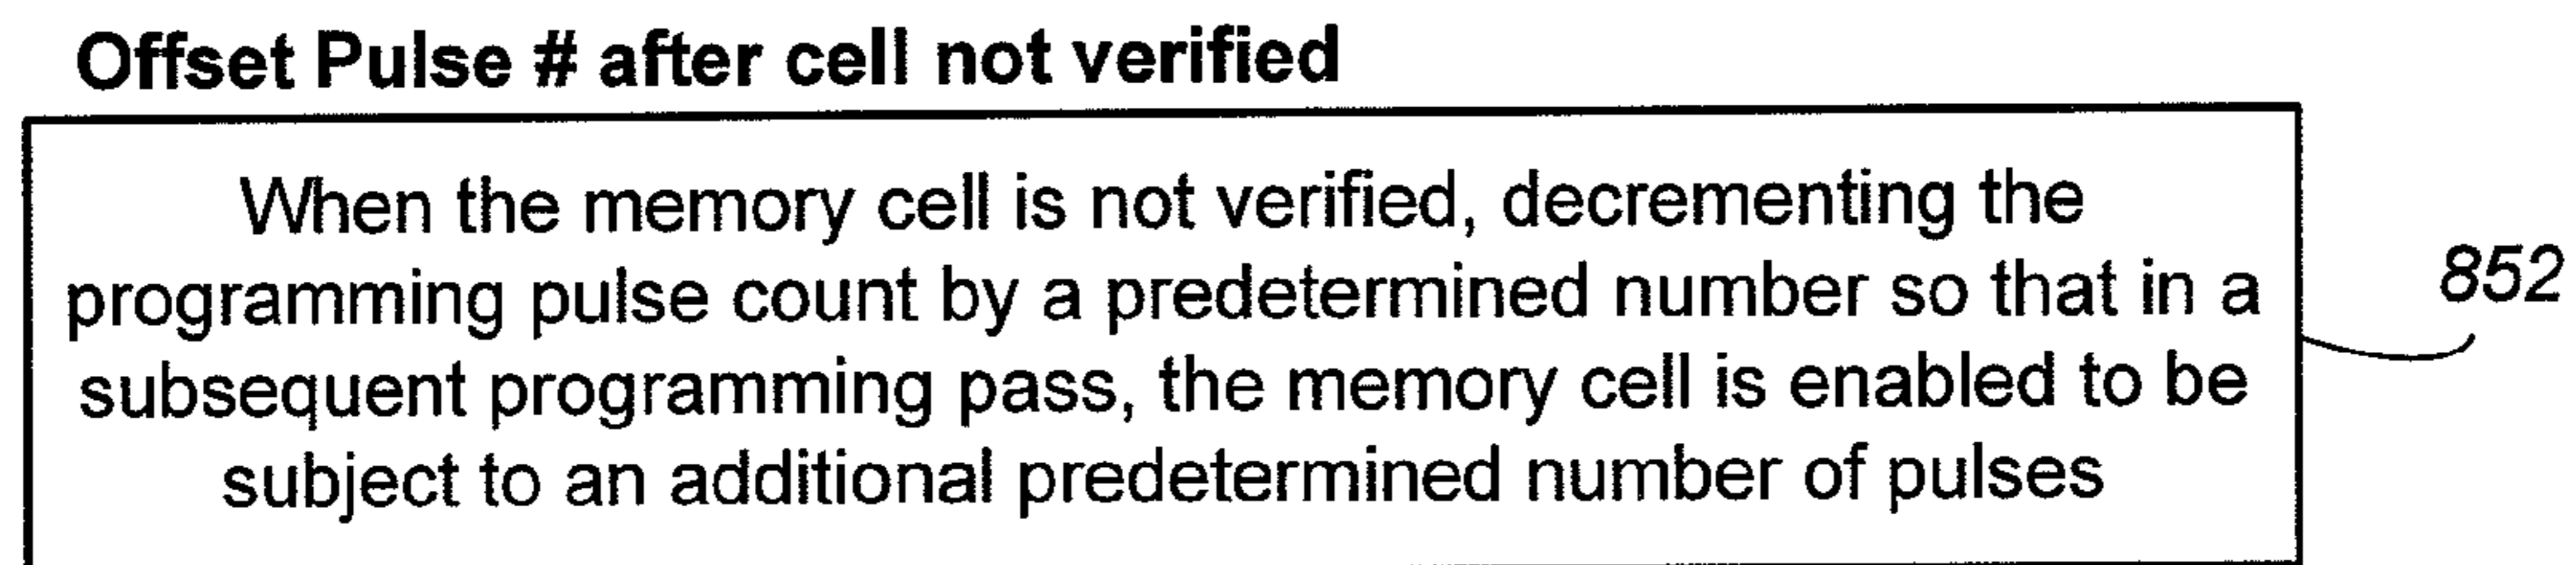 Offset Pulse # after cell not verified
When the memory cell is not verified, decrementing the
programming pulse count by a predetermined number so that in a
subsequent programming pass, the memory cell is enabled to be
subject to an additional predetermined number of pulses
852